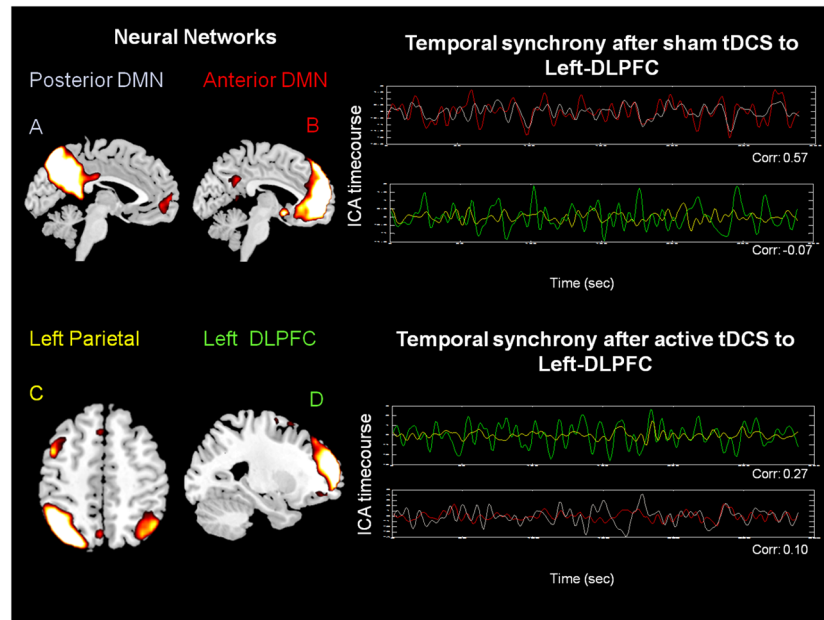 Neural Networks
Posterior DMN
Anterior DMN
A
B
Left Parietal
Left DLPFC
C
D
Temporal synchrony after sham tDCS to
Left-DLPFC
ICA timecourse
Corr: 0.57
Corr: -0.07
Time (sec)
Temporal synchrony after active tDCS to
Left-DLPFC
ICA timecourse
Corr: 0.27
Corr: 0.10
Time (sec)